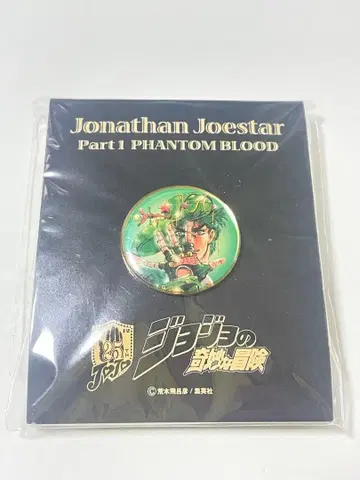 Jonathan Joestar
Part 1 PHANTOM BLOOD
JOJO
ジョジョの
奇妙な冒険
©荒木飛呂彦/集英社